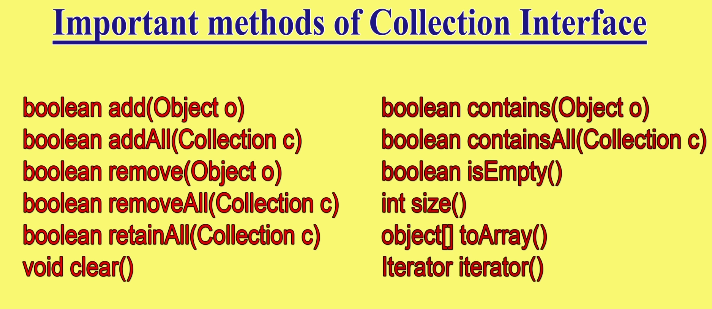 Important methods of Collection Interface
boolean add(Object o)
boolean addAll(Collection c)
boolean remove(Object o)
boolean removeAll(Collection c)
boolean retainAll(Collection c)
void clear()
boolean contains(Object o)
boolean containsAll(Collection c)
boolean isEmpty()
int size()
object[] toArray()
Iterator iterator()